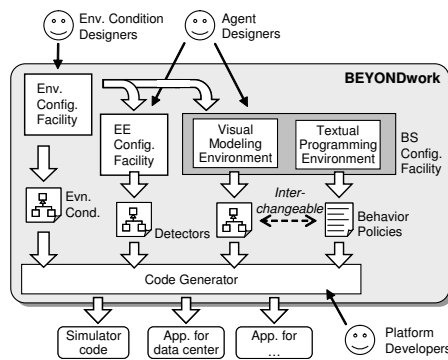 Env. Condition
Designers
Agent
Designers
BEYONDwork
Env.
Config.
Facility
EE
Config.
Facility
Visual
Modeling
Environment
Textual
Programming
Environment
BS
Config.
Facility
Evn.
Cond.
Detectors
Inter-
changeable
Behavior
Policies
Code Generator
Simulator
code
App. for
data center
App. for
...
Platform
Developers